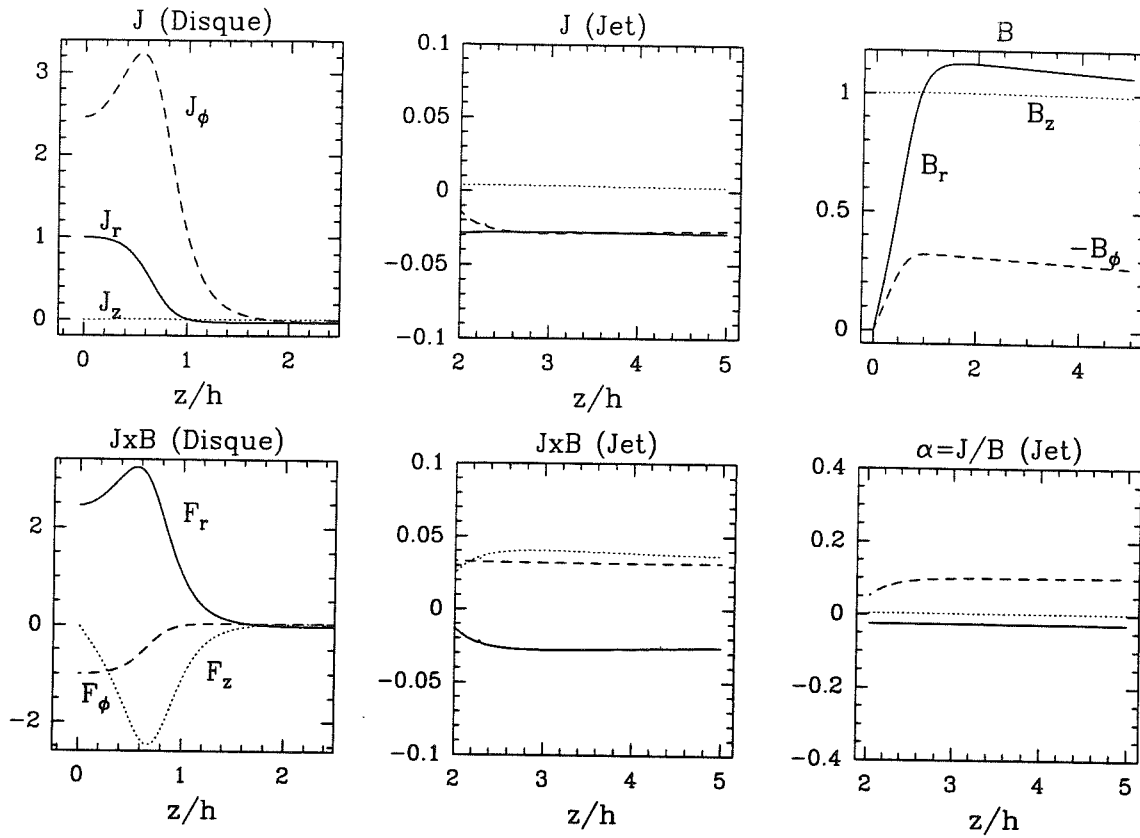 J (Disque)
3
2
1
0
J_φ
J_r
J_z
0 1 2
z/h
J (Jet)
0.1
0.05
0
−0.05
−0.1
2 3 4 5
z/h
B
1
0.5
0
B_z
B_r
−B_φ
0 2 4
z/h
JxB (Disque)
2
0
−2
F_r
F_φ
F_z
0 1 2
z/h
JxB (Jet)
0.1
0.05
0
−0.05
−0.1
2 3 4 5
z/h
α=J/B (Jet)
0.4
0.2
0
−0.2
−0.4
2 3 4 5
z/h